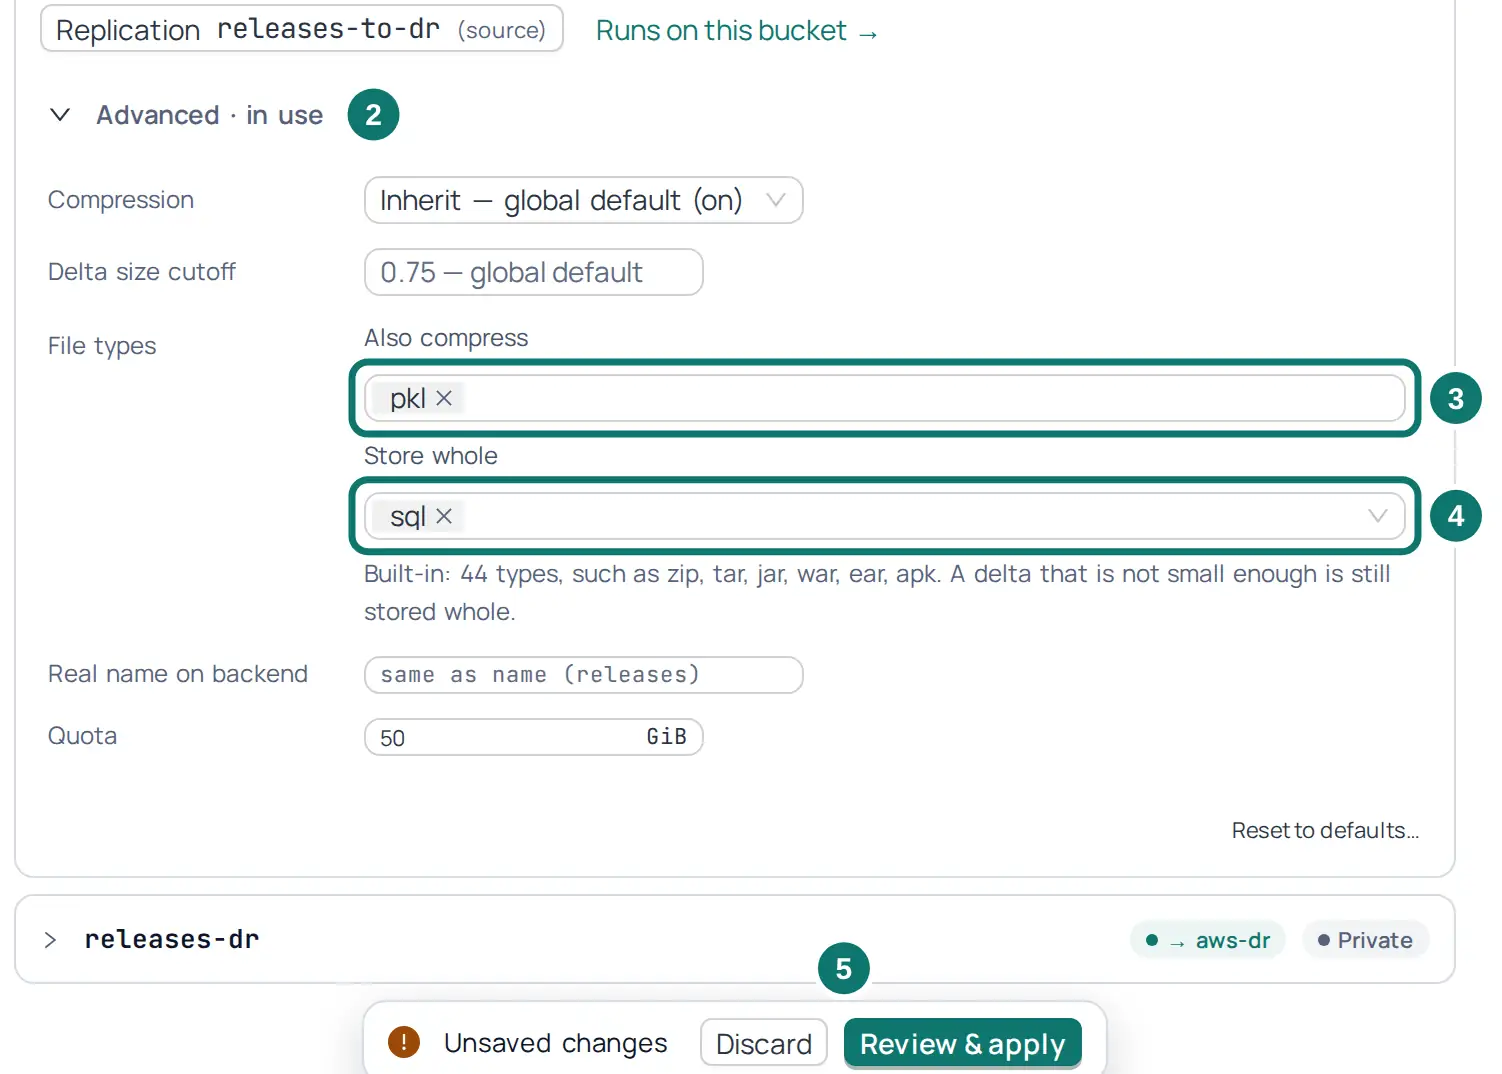 Replication releases-to-dr (source) Runs on this bucket →
Advanced · in use 2
Compression Inherit — global default (on)
Delta size cutoff 0.75 — global default
File types Also compress
pkl × 3
Store whole
sql × 4
Built-in: 44 types, such as zip, tar, jar, war, ear, apk. A delta that is not small enough is still
stored whole.
Real name on backend same as name (releases)
Quota 50 GiB
Reset to defaults...
releases-dr → aws-dr Private
5
! Unsaved changes Discard Review & apply